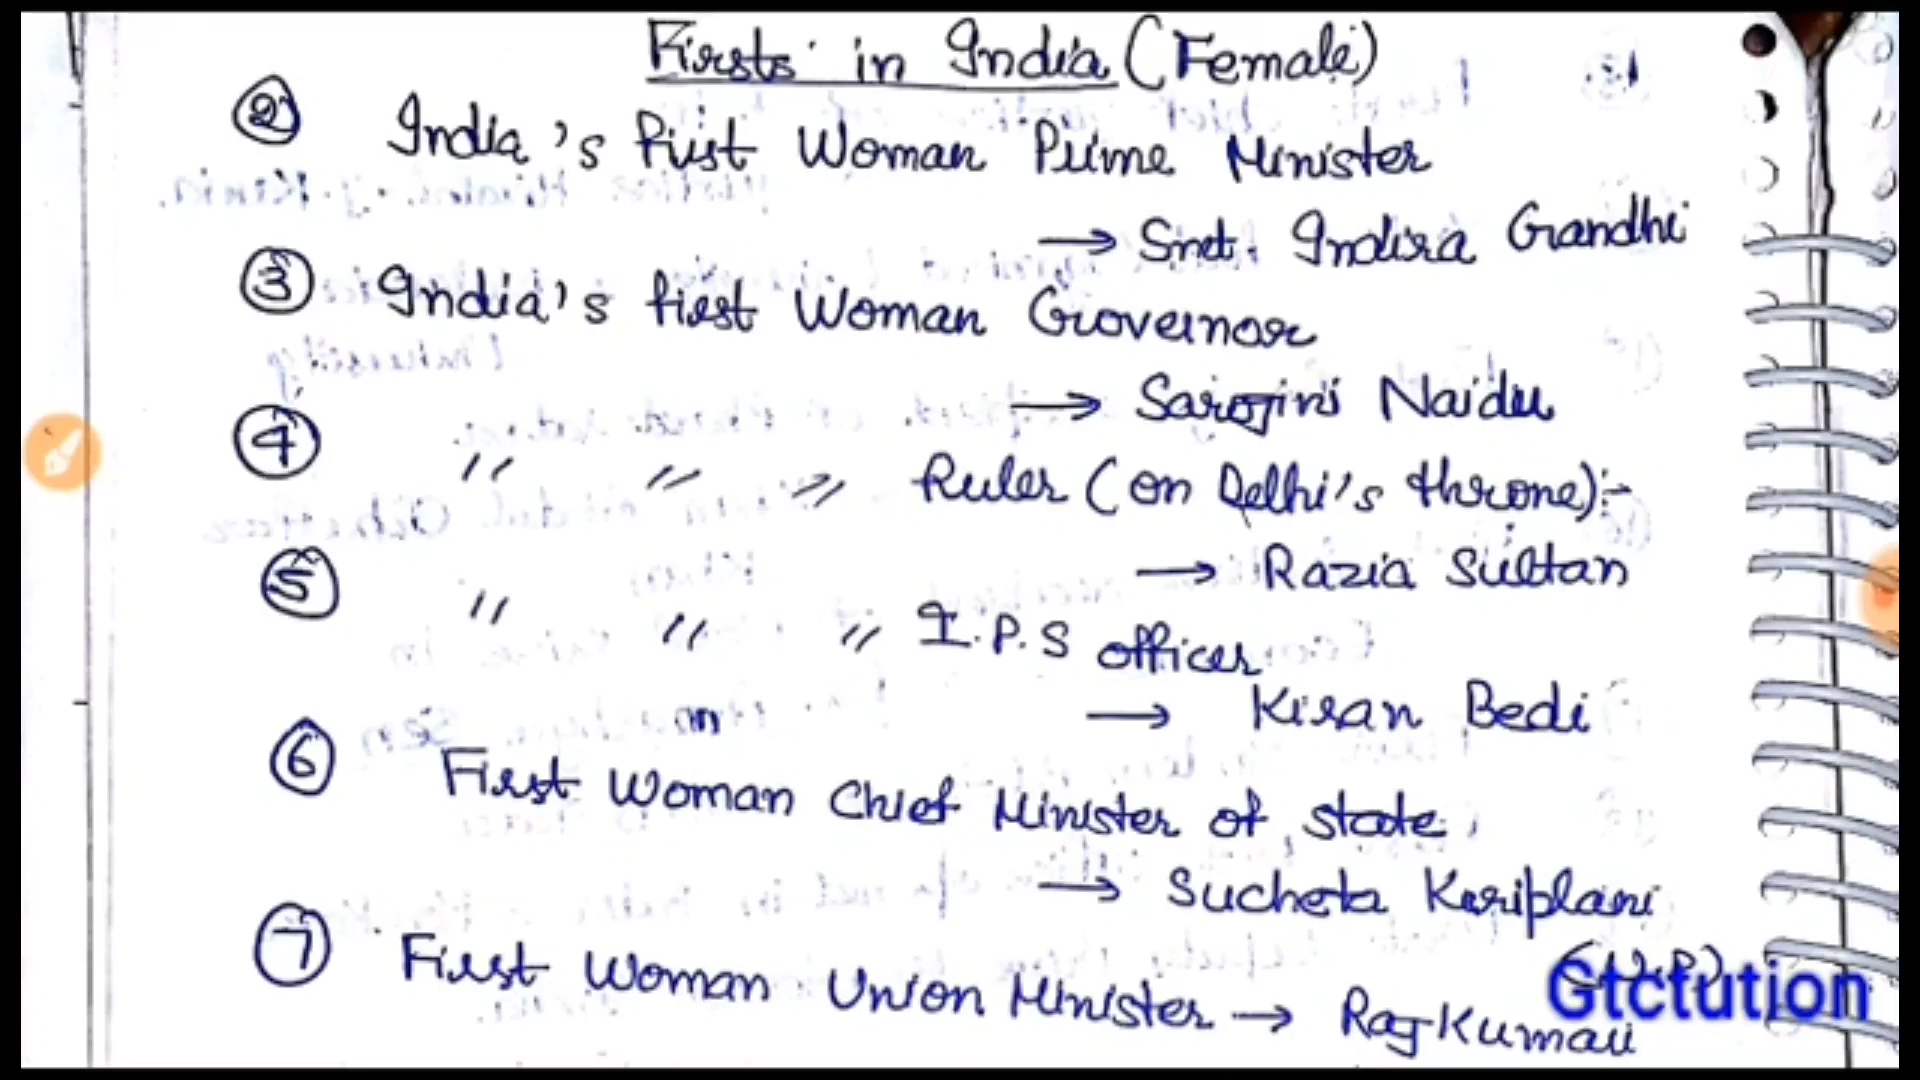 Firsts in India (Female)
② India's first Woman Prime Minister
→ Smt. Indira Gandhi
③ India's first Woman Governor
→ Sarojini Naidu
④ " " " Ruler (on Delhi's throne):-
→ Razia Sultan
⑤ " " " I.P.S officer
→ Kiran Bedi
⑥ First Woman Chief Minister of state
→ Sucheta Kariplani
(U.P)
⑦ First Woman Union Minister → Raj Kumari
Gtctution